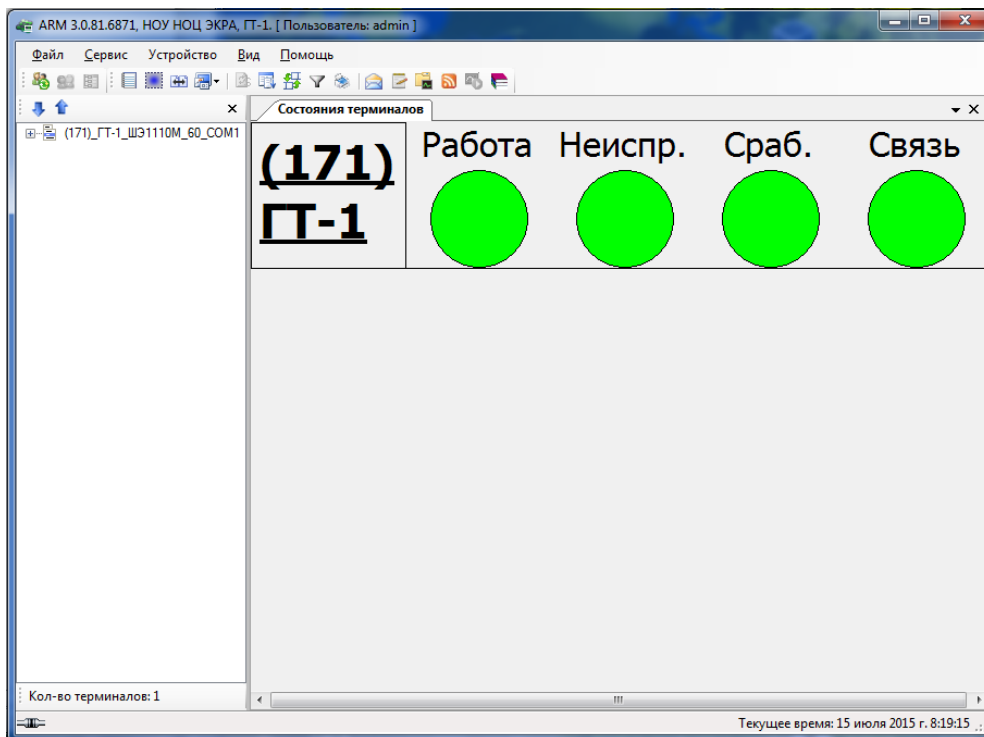 ARM 3.0.81.6871, НОУ НОЦ ЭКРА, ГТ-1. [ Пользователь: admin ]
Файл Сервис Устройство Вид Помощь
Состояния терминалов
(171)_ГТ-1_ШЭ1110М_60_COM1
(171)
ГТ-1
Работа Неиспр. Сраб. Связь
Кол-во терминалов: 1
Текущее время: 15 июля 2015 г. 8:19:15